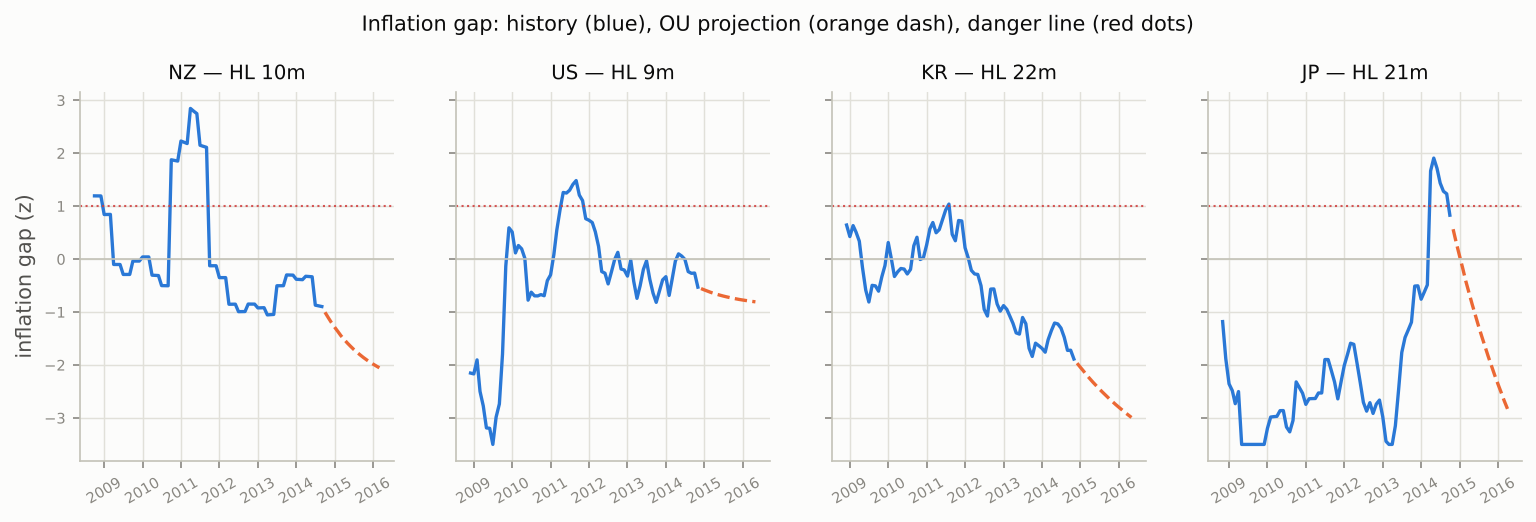 Inflation gap: history (blue), OU projection (orange dash), danger line (red dots)
NZ — HL 10m
US — HL 9m
KR — HL 22m
JP — HL 21m
inflation gap (z)
3
2
1
0
−1
−2
−3
2009 2010 2011 2012 2013 2014 2015 2016
2009 2010 2011 2012 2013 2014 2015 2016
2009 2010 2011 2012 2013 2014 2015 2016
2009 2010 2011 2012 2013 2014 2015 2016